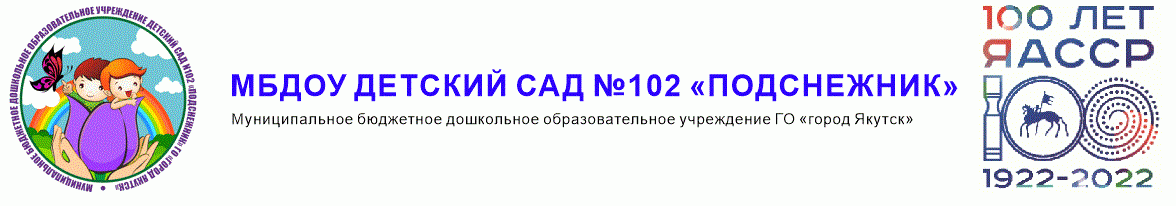 МУНИЦИПАЛЬНОЕ БЮДЖЕТНОЕ ДОШКОЛЬНОЕ ОБРАЗОВАТЕЛЬНОЕ УЧРЕЖДЕНИЕ ДЕТСКИЙ САД №102 «ПОДСНЕЖНИК» ГО «ГОРОД ЯКУТСК»
МБДОУ ДЕТСКИЙ САД №102 «ПОДСНЕЖНИК»
Муниципальное бюджетное дошкольное образовательное учреждение ГО «город Якутск»
100 ЛЕТ
ЯАССР
100
1922-2022